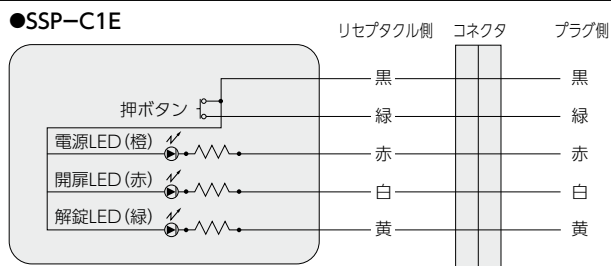 ●SSP−C1E
リセプタクル側 コネクタ プラグ側
黒 黒
押ボタン 緑 緑
電源LED(橙) 赤 赤
開扉LED(赤) 白 白
解錠LED(緑) 黄 黄